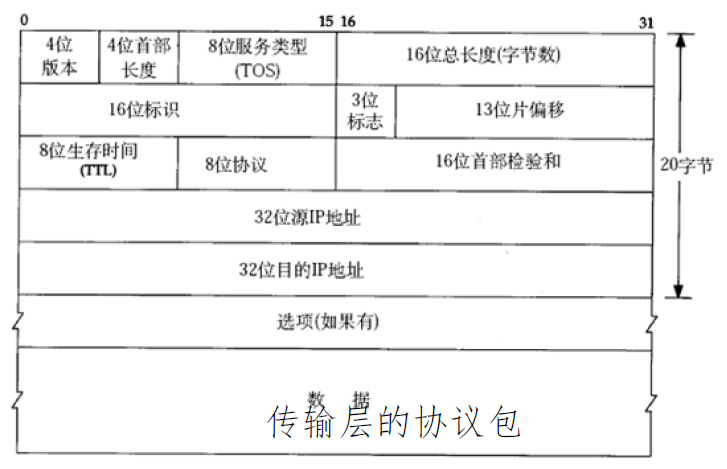 0 15 16 31
4位版本 4位首部长度 8位服务类型(TOS) 16位总长度(字节数)
16位标识 3位标志 13位片偏移
8位生存时间(TTL) 8位协议 16位首部检验和
20字节
32位源IP地址
32位目的IP地址
选项(如果有)
数 据
传输层的协议包